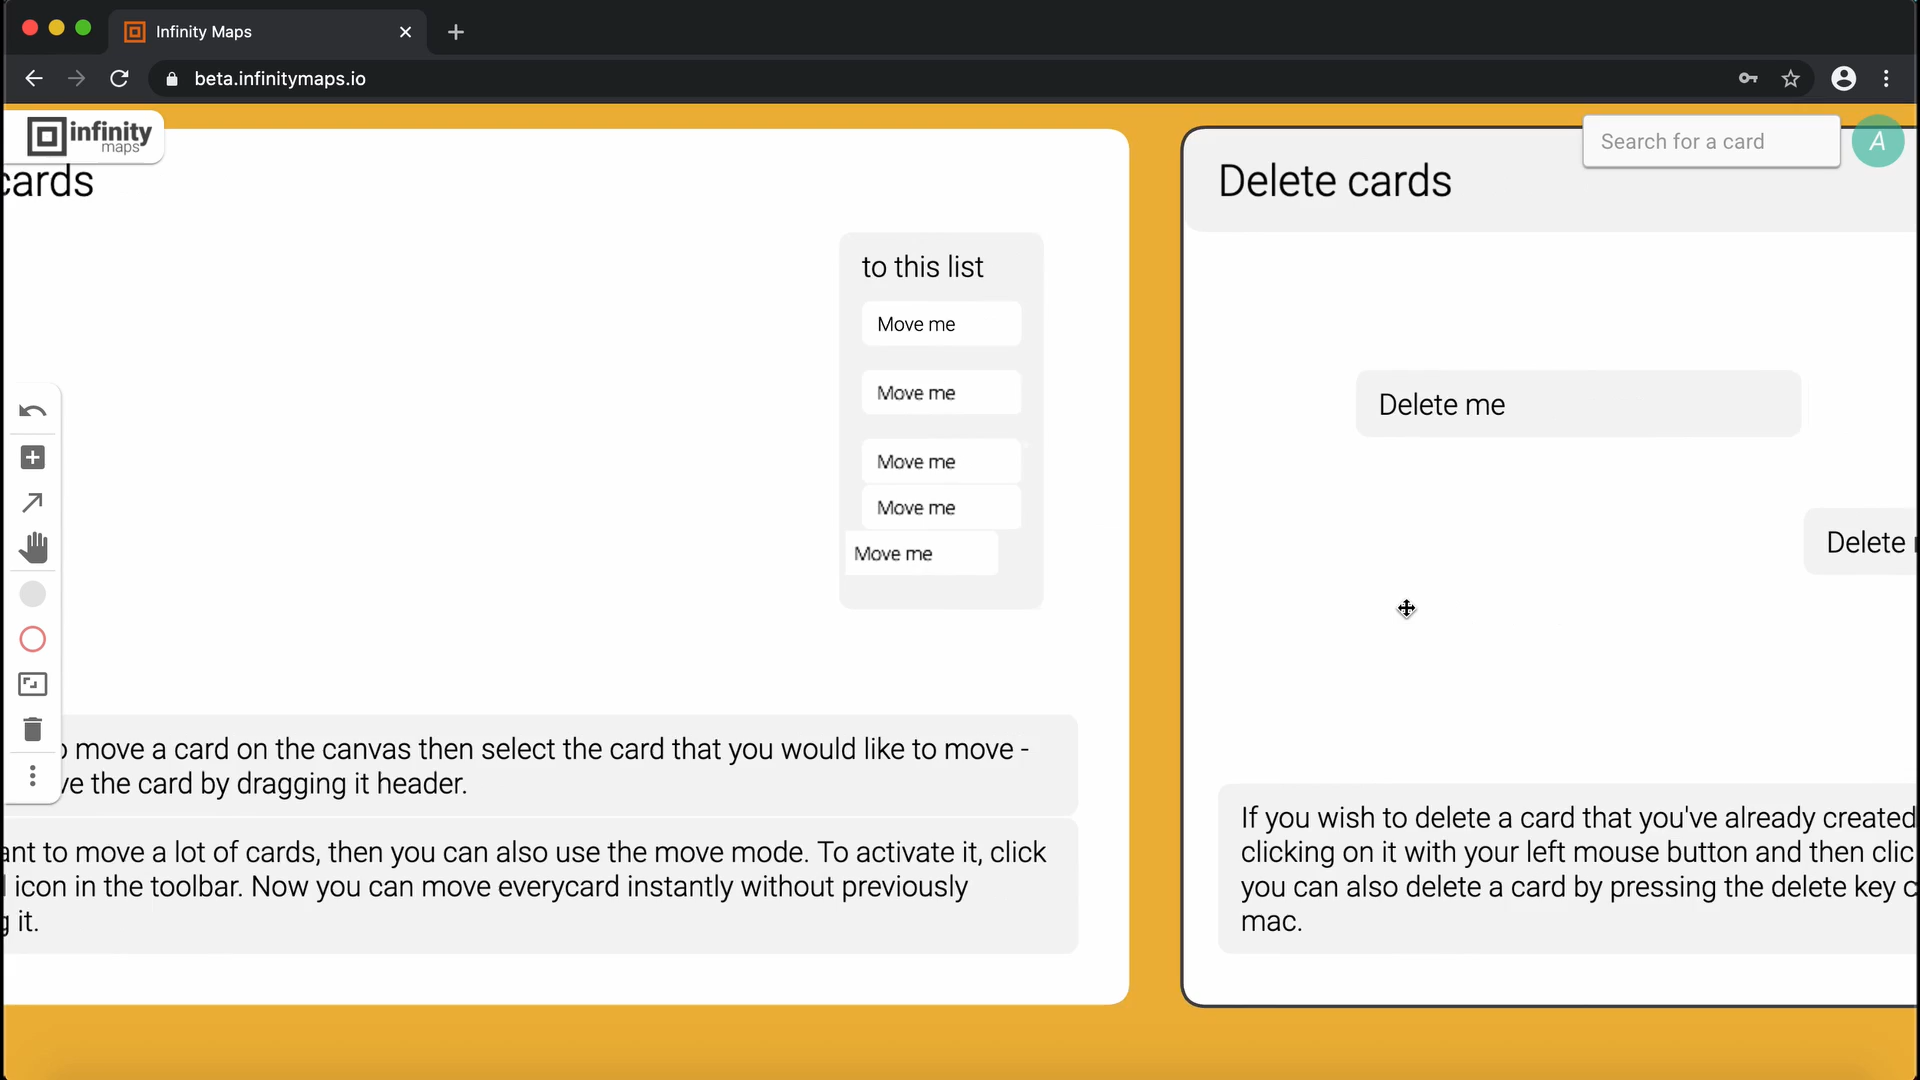 Infinity Maps
beta.infinitymaps.io
infinity
maps
Search for a card
A
cards
to this list
Move me
Move me
Move me
Move me
Move me
move a card on the canvas then select the card that you would like to move -
ve the card by dragging it header.
ant to move a lot of cards, then you can also use the move mode. To activate it, click
icon in the toolbar. Now you can move everycard instantly without previously
g it.
Delete cards
Delete me
Delete
If you wish to delete a card that you've already created
clicking on it with your left mouse button and then clic
you can also delete a card by pressing the delete key
mac.